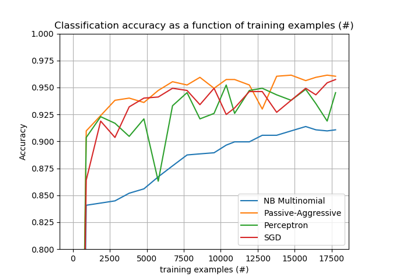 Classification accuracy as a function of training examples (#)
1.000
0.975
0.950
0.925
0.900
0.875
0.850
0.825
0.800
Accuracy
NB Multinomial
Passive-Aggressive
Perceptron
SGD
0 2500 5000 7500 10000 12500 15000 17500
training examples (#)